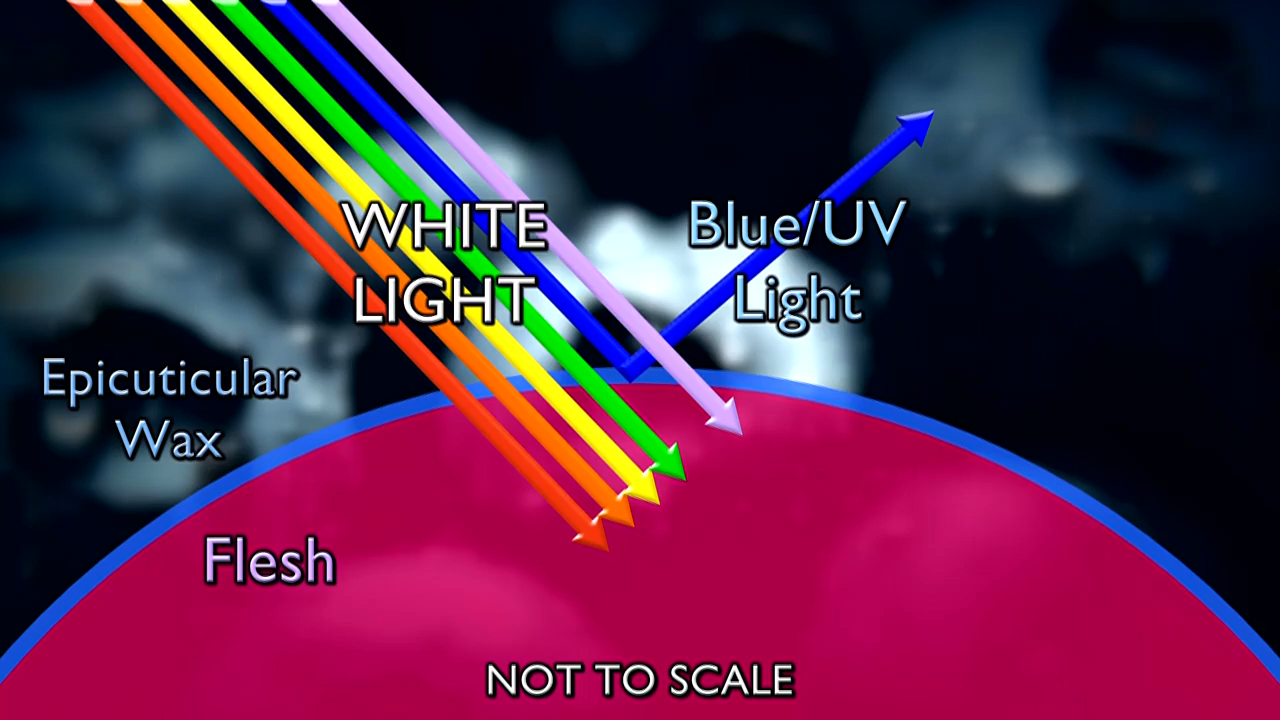 WHITE
LIGHT
Blue/UV
Light
Epicuticular
Wax
Flesh
NOT TO SCALE